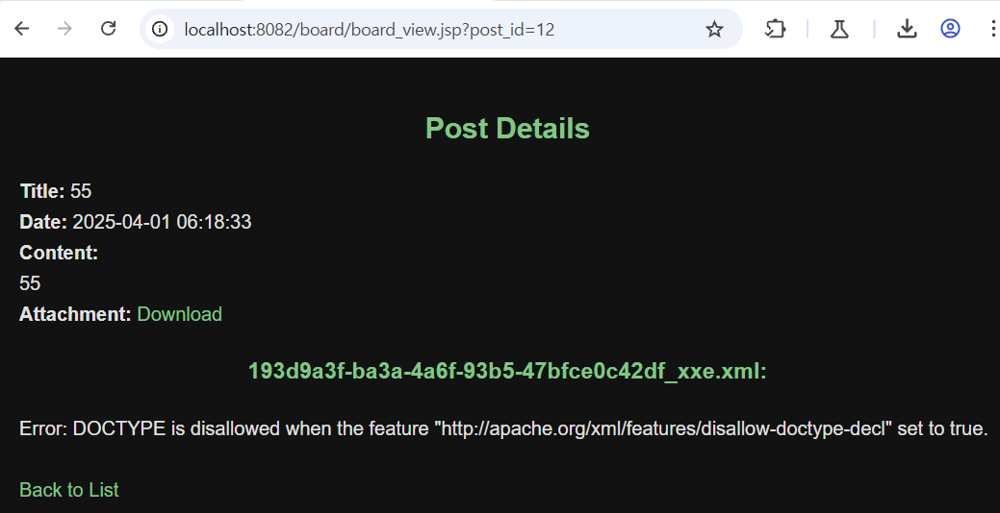 localhost:8082/board/board_view.jsp?post_id=12
Post Details
Title: 55
Date: 2025-04-01 06:18:33
Content:
55
Attachment: Download
193d9a3f-ba3a-4a6f-93b5-47bfce0c42df_xxe.xml:
Error: DOCTYPE is disallowed when the feature "http://apache.org/xml/features/disallow-doctype-decl" set to true.
Back to List